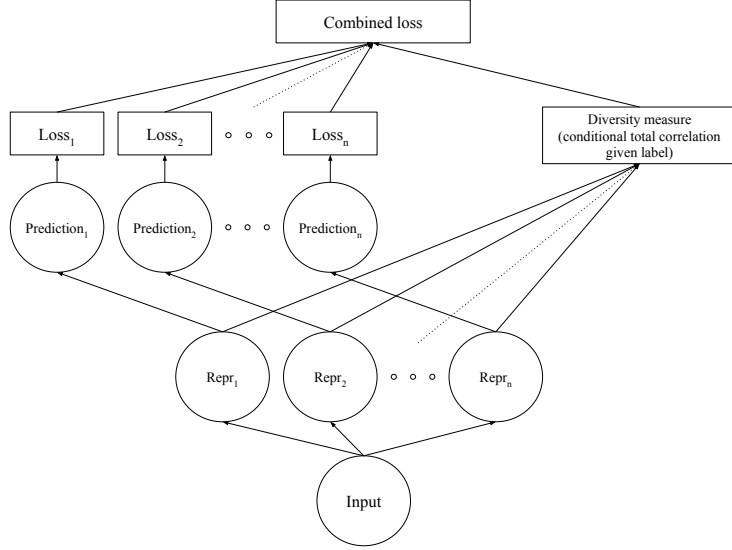 Combined loss
Loss₁
Loss₂
Lossₙ
Diversity measure
(conditional total correlation
given label)
Prediction₁
Prediction₂
Predictionₙ
Repr₁
Repr₂
Reprₙ
Input